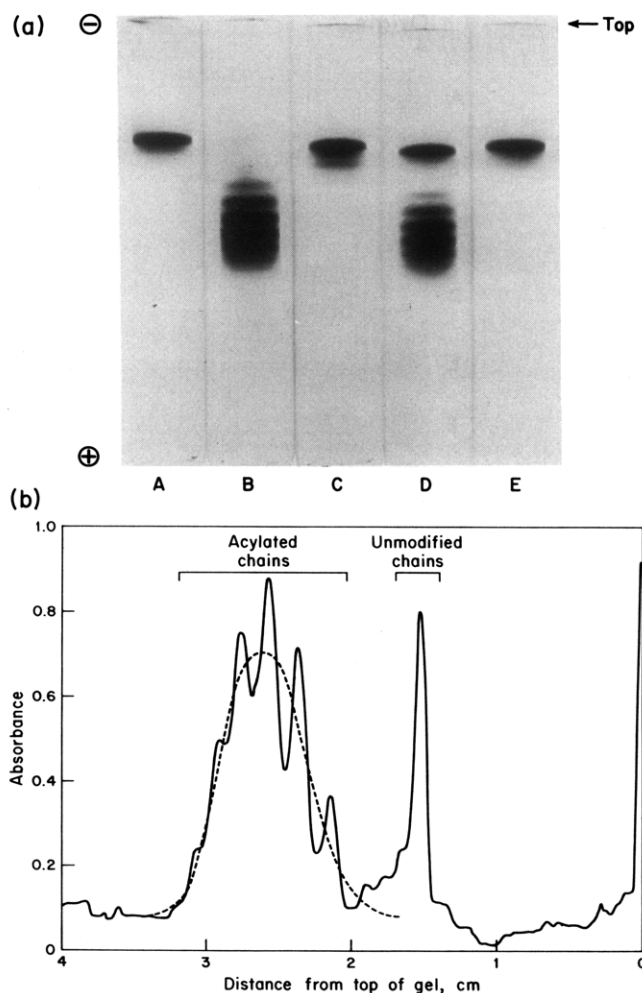 (a) ⊖ ← Top
⊕
A B C D E
(b)
1.0
Acylated
chains
Unmodified
chains
0.8
0.6
0.4
0.2
0
4 3 2 1 0
Absorbance
Distance from top of gel, cm